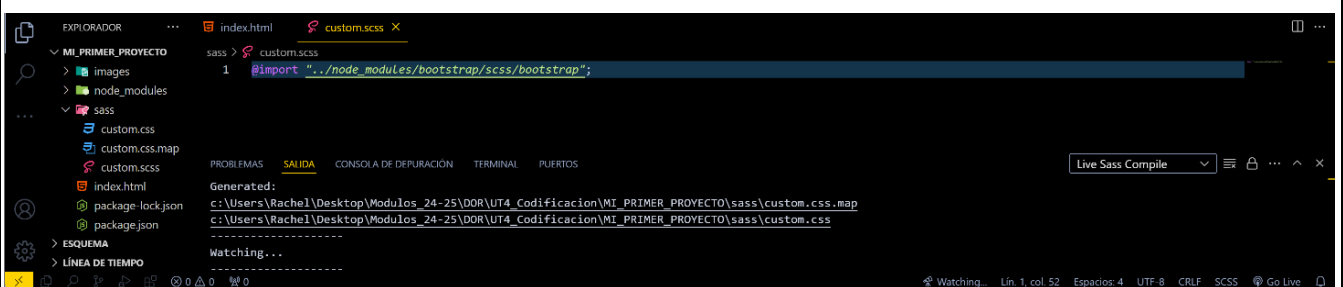 EXPLORADOR ··· index.html custom.scss ×
MI_PRIMER_PROYECTO
images
node_modules
sass
custom.css
custom.css.map
custom.scss
index.html
package-lock.json
package.json
ESQUEMA
LÍNEA DE TIEMPO
sass > custom.scss
1 @import "../node_modules/bootstrap/scss/bootstrap";
PROBLEMAS SALIDA CONSOLA DE DEPURACIÓN TERMINAL PUERTOS Live Sass Compile
Generated:
c:\Users\Rachel\Desktop\Modulos_24-25\DOR\UT4_Codificacion\MI_PRIMER_PROYECTO\sass\custom.css.map
c:\Users\Rachel\Desktop\Modulos_24-25\DOR\UT4_Codificacion\MI_PRIMER_PROYECTO\sass\custom.css
--------------------
Watching...
--------------------
0 0 0 Watching... Lín. 1, col. 52 Espacios: 4 UTF-8 CRLF SCSS Go Live